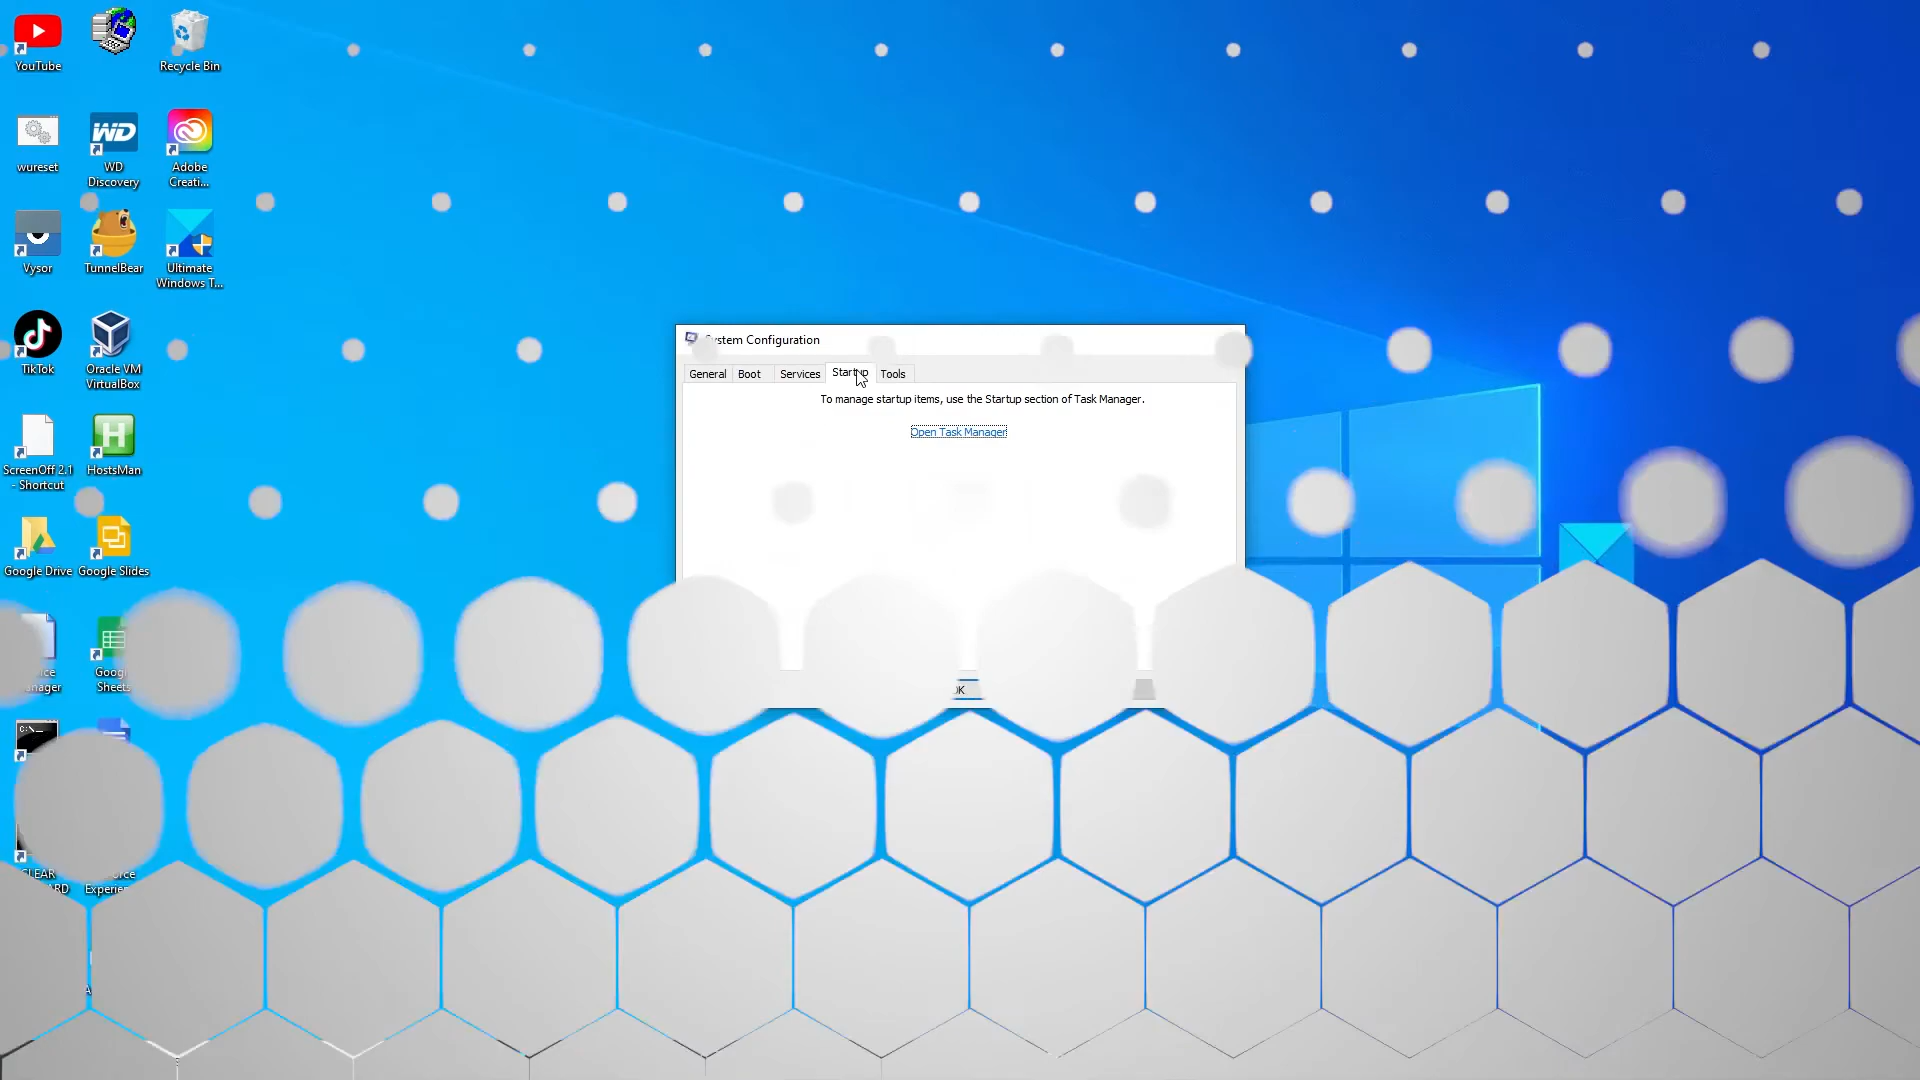 YouTube
Recycle Bin
wureset
WD
Discovery
Adobe
Creati...
Vysor
TunnelBear
Ultimate
Windows T...
TikTok
Oracle VM
VirtualBox
ScreenOff 2.1
- Shortcut
HostsMan
Google Drive
Google Slides
Sheets
CLEAR
System Configuration
General
Boot
Services
Startup
Tools
To manage startup items, use the Startup section of Task Manager.
Open Task Manager
OK